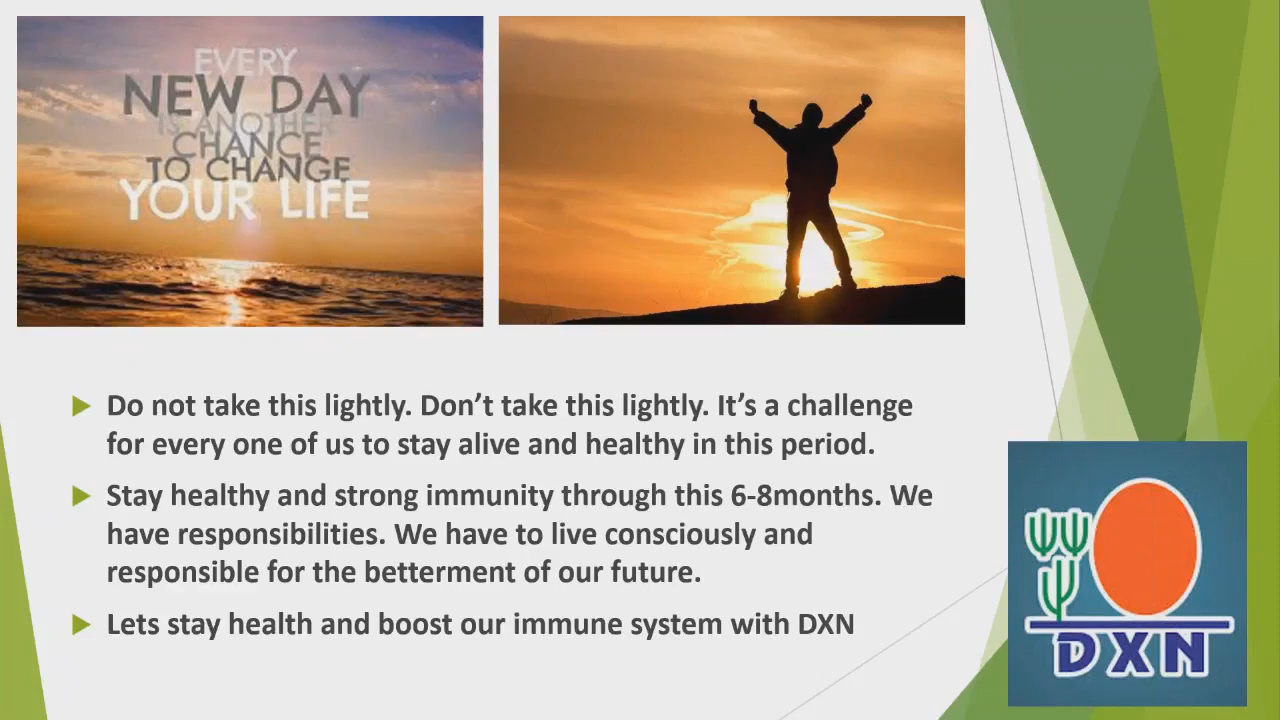 EVERY
NEW DAY
IS ANOTHER
CHANCE
TO CHANGE
YOUR LIFE
Do not take this lightly. Don’t take this lightly. It’s a challenge
for every one of us to stay alive and healthy in this period.
Stay healthy and strong immunity through this 6-8months. We
have responsibilities. We have to live consciously and
responsible for the betterment of our future.
Lets stay health and boost our immune system with DXN
DXN